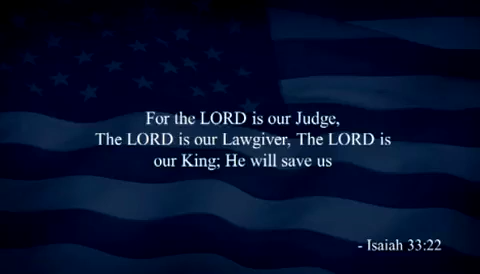 For the LORD is our Judge,
The LORD is our Lawgiver, The LORD is
our King; He will save us
- Isaiah 33:22